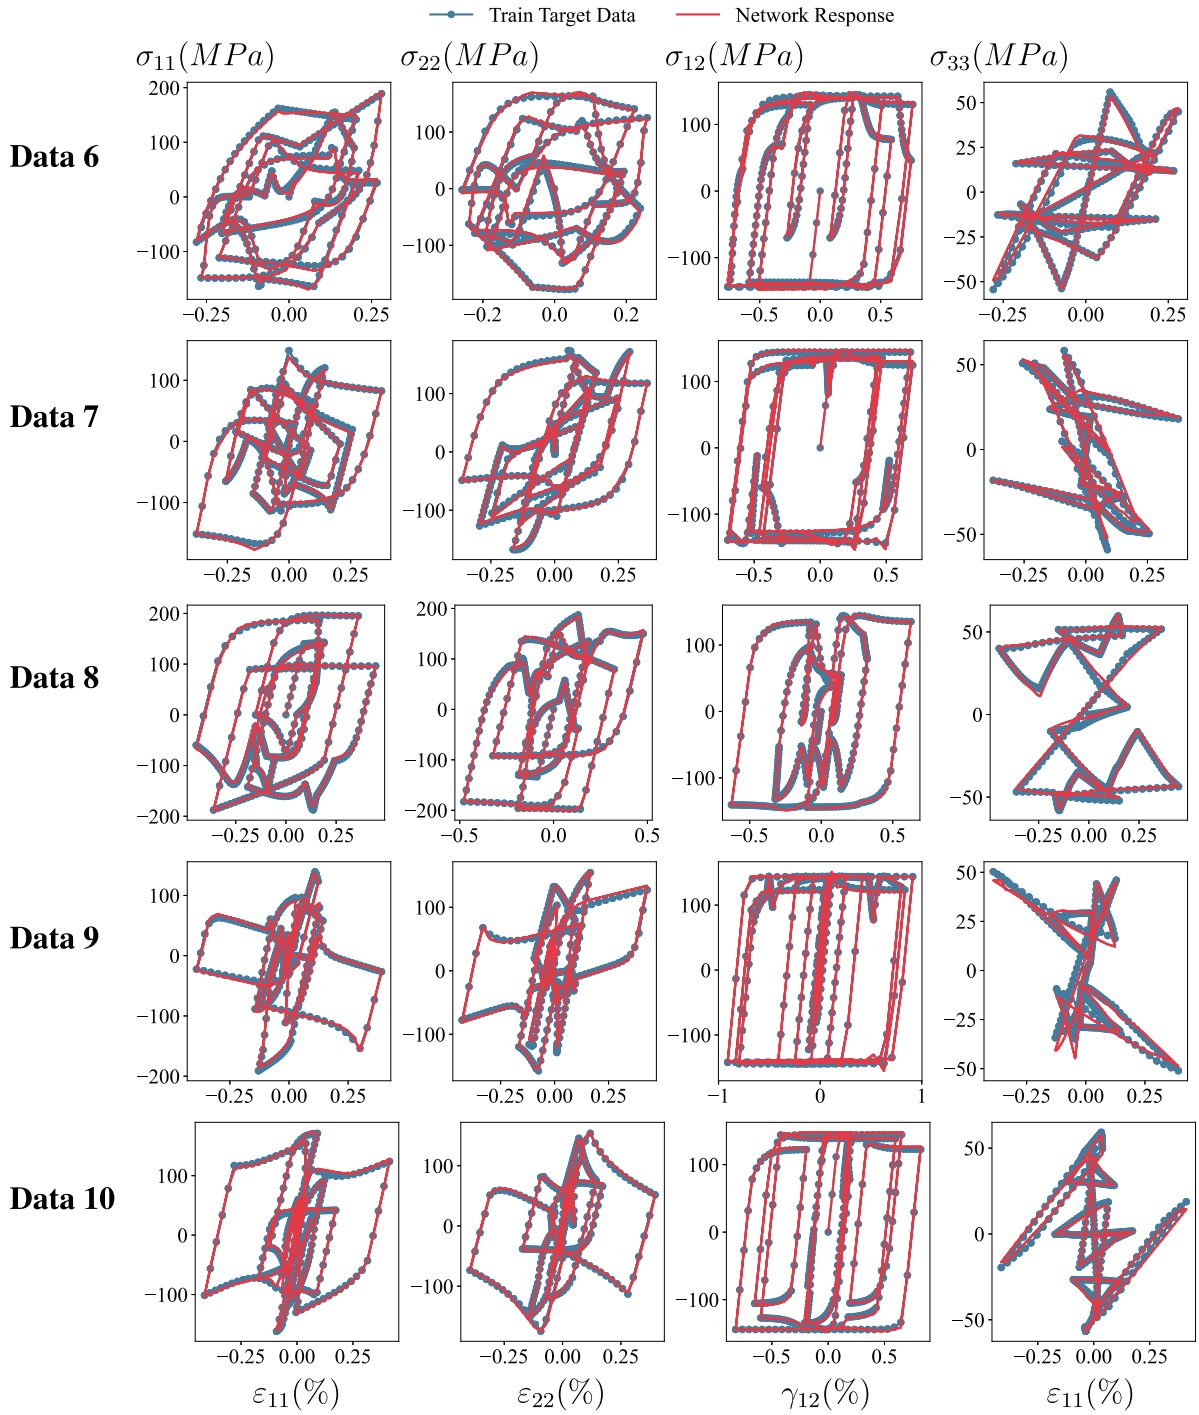 Train Target Data Network Response
σ₁₁(MPa) σ₂₂(MPa) σ₁₂(MPa) σ₃₃(MPa)
Data 6
200 100 0 −100
−0.25 0.00 0.25
100 0 −100
−0.2 0.0 0.2
100 0 −100
−0.5 0.0 0.5
50 25 0 −25 −50
−0.25 0.00 0.25
Data 7
100 0 −100
−0.25 0.00 0.25
100 0 −100
−0.25 0.00 0.25
100 0 −100
−0.5 0.0 0.5
50 0 −50
−0.25 0.00 0.25
Data 8
200 100 0 −100 −200
−0.25 0.00 0.25
200 100 0 −100 −200
−0.5 0.0 0.5
100 0 −100
−0.5 0.0 0.5
50 0 −50
−0.25 0.00 0.25
Data 9
100 0 −100 −200
−0.25 0.00 0.25
100 0 −100
−0.25 0.00 0.25
100 0 −100
−1 0 1
50 25 0 −25 −50
−0.25 0.00 0.25
Data 10
100 0 −100
−0.25 0.00 0.25
100 0 −100
−0.25 0.00 0.25
100 0 −100
−0.5 0.0 0.5
50 0 −50
−0.25 0.00 0.25
ε₁₁(%) ε₂₂(%) γ₁₂(%) ε₁₁(%)